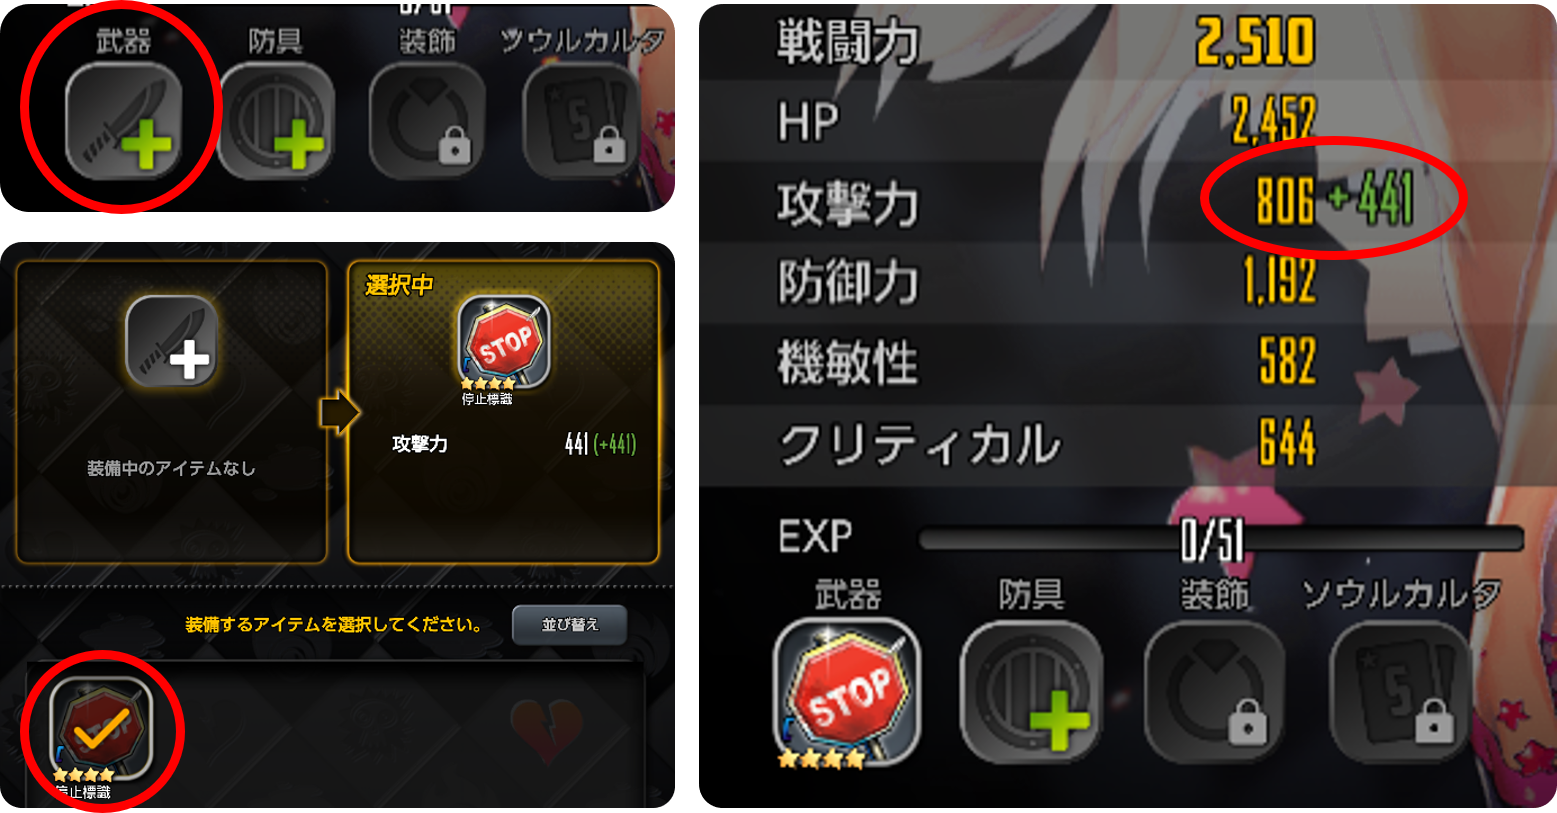 武器 防具 装飾 ソウルカルタ
選択中
STOP
停止標識
攻撃力 441 (+441)
装備中のアイテムなし
装備するアイテムを選択してください。 並び替え
停止標識
戦闘力 2,510
HP 2,452
攻撃力 806 + 441
防御力 1,192
機敏性 582
クリティカル 644
EXP 0/51
武器 防具 装飾 ソウルカルタ
STOP
S